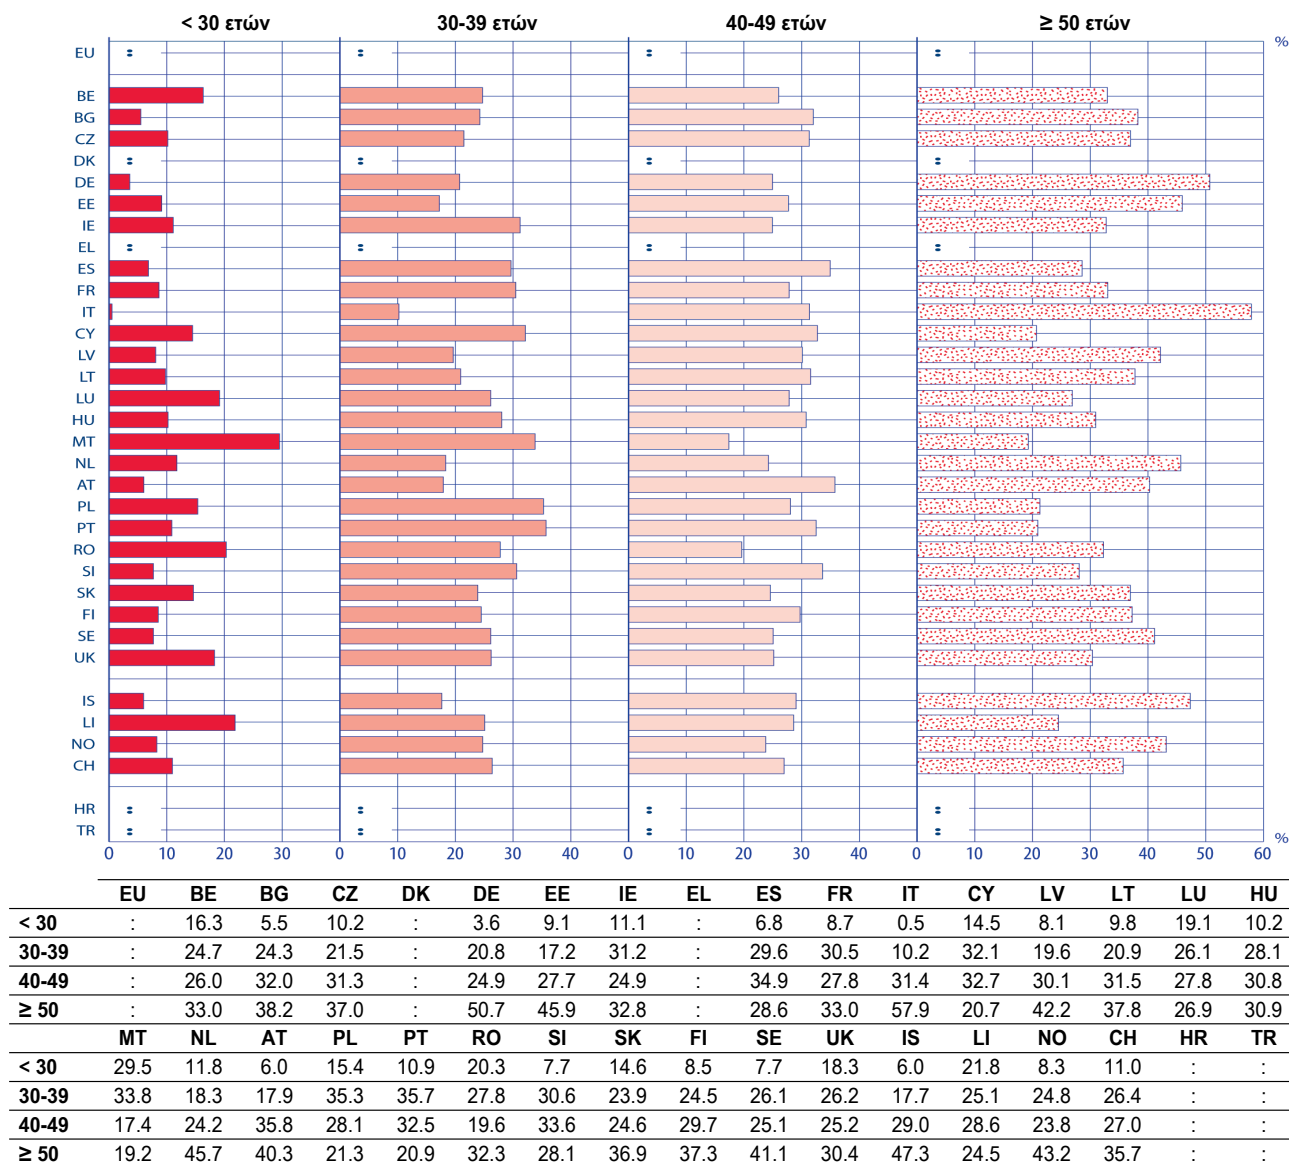 < 30 ετών 30-39 ετών 40-49 ετών ≥ 50 ετών
%
EU : : : :
BE
BG
CZ
DK : : : :
DE
EE
IE
EL : : : :
ES
FR
IT
CY
LV
LT
LU
HU
MT
NL
AT
PL
PT
RO
SI
SK
FI
SE
UK
IS
LI
NO
CH
HR : : : :
TR : : : :
%
0 10 20 30 0 10 20 30 40 0 10 20 30 40 0 10 20 30 40 50 60
EU BE BG CZ DK DE EE IE EL ES FR IT CY LV LT LU HU
< 30 : 16.3 5.5 10.2 : 3.6 9.1 11.1 : 6.8 8.7 0.5 14.5 8.1 9.8 19.1 10.2
30-39 : 24.7 24.3 21.5 : 20.8 17.2 31.2 : 29.6 30.5 10.2 32.1 19.6 20.9 26.1 28.1
40-49 : 26.0 32.0 31.3 : 24.9 27.7 24.9 : 34.9 27.8 31.4 32.7 30.1 31.5 27.8 30.8
≥ 50 : 33.0 38.2 37.0 : 50.7 45.9 32.8 : 28.6 33.0 57.9 20.7 42.2 37.8 26.9 30.9
MT NL AT PL PT RO SI SK FI SE UK IS LI NO CH HR TR
< 30 29.5 11.8 6.0 15.4 10.9 20.3 7.7 14.6 8.5 7.7 18.3 6.0 21.8 8.3 11.0 : :
30-39 33.8 18.3 17.9 35.3 35.7 27.8 30.6 23.9 24.5 26.1 26.2 17.7 25.1 24.8 26.4 : :
40-49 17.4 24.2 35.8 28.1 32.5 19.6 33.6 24.6 29.7 25.1 25.2 29.0 28.6 23.8 27.0 : :
≥ 50 19.2 45.7 40.3 21.3 20.9 32.3 28.1 36.9 37.3 41.1 30.4 47.3 24.5 43.2 35.7 : :